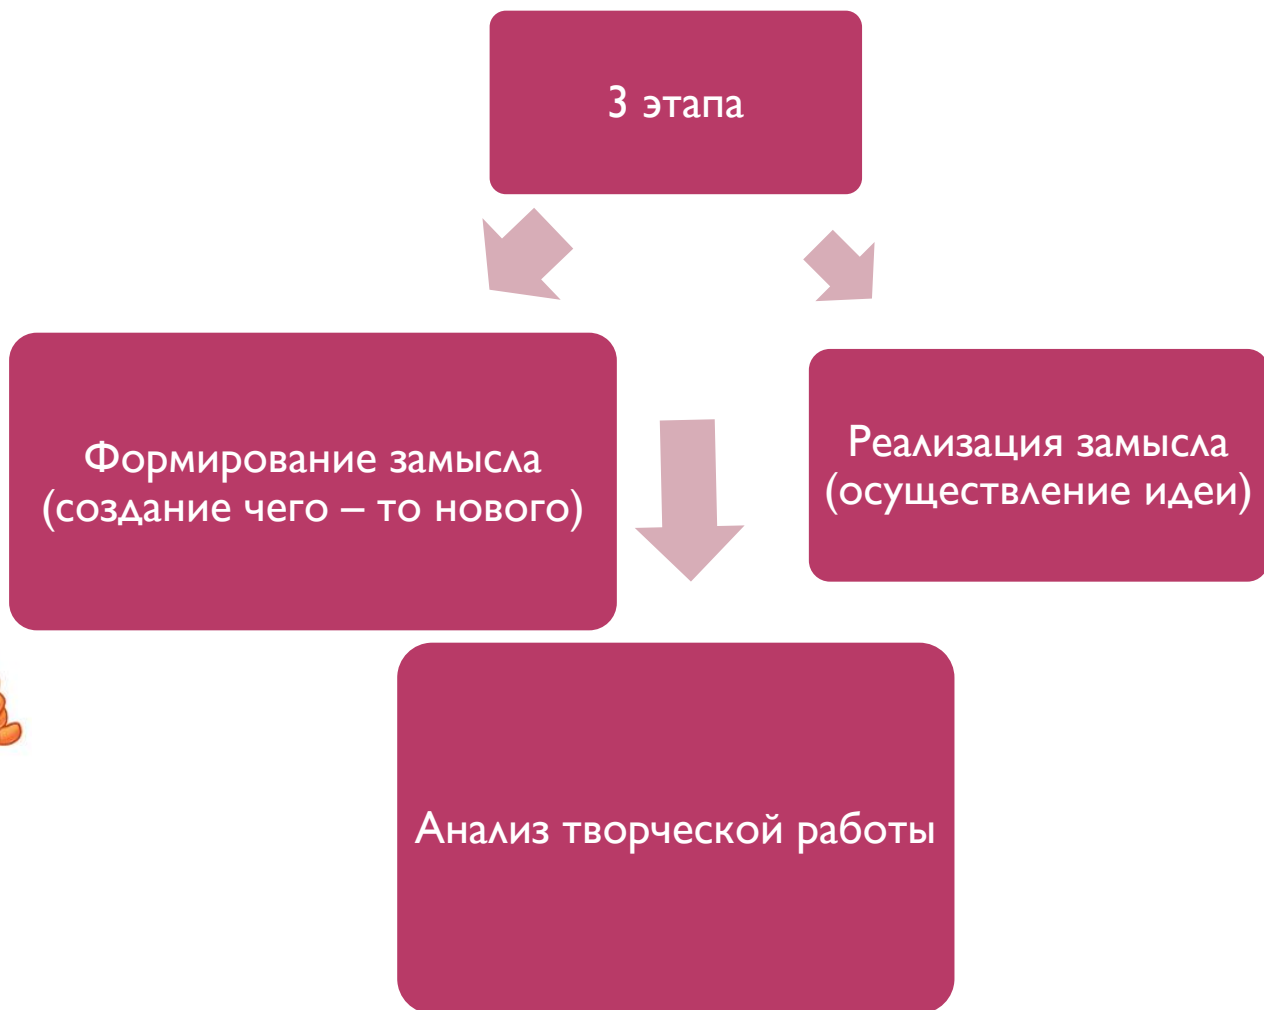 3 этапа
Формирование замысла
(создание чего – то нового)
Реализация замысла
(осуществление идеи)
Анализ творческой работы